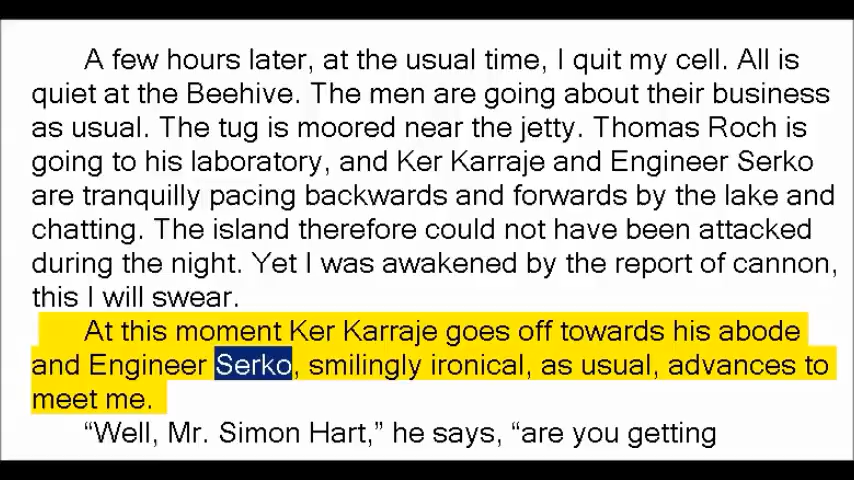 A few hours later, at the usual time, I quit my cell. All is
quiet at the Beehive. The men are going about their business
as usual. The tug is moored near the jetty. Thomas Roch is
going to his laboratory, and Ker Karraje and Engineer Serko
are tranquilly pacing backwards and forwards by the lake and
chatting. The island therefore could not have been attacked
during the night. Yet I was awakened by the report of cannon,
this I will swear.
At this moment Ker Karraje goes off towards his abode
and Engineer Serko, smilingly ironical, as usual, advances to
meet me.
“Well, Mr. Simon Hart,” he says, “are you getting